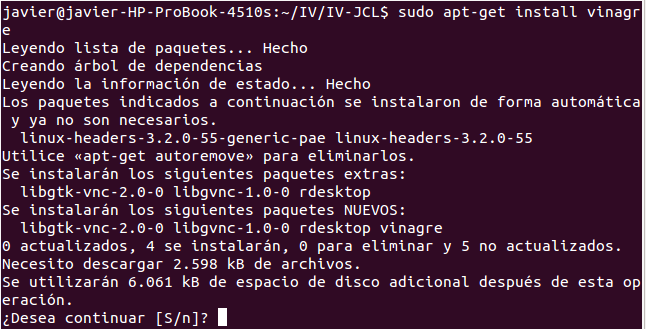 javier@javier-HP-ProBook-4510s:~/IV/IV-JCL$ sudo apt-get install vinagr
e
Leyendo lista de paquetes... Hecho
Creando árbol de dependencias
Leyendo la información de estado... Hecho
Los paquetes indicados a continuación se instalaron de forma automática
 y ya no son necesarios.
  linux-headers-3.2.0-55-generic-pae linux-headers-3.2.0-55
Utilice «apt-get autoremove» para eliminarlos.
Se instalarán los siguientes paquetes extras:
  libgtk-vnc-2.0-0 libgvnc-1.0-0 rdesktop
Se instalarán los siguientes paquetes NUEVOS:
  libgtk-vnc-2.0-0 libgvnc-1.0-0 rdesktop vinagre
0 actualizados, 4 se instalarán, 0 para eliminar y 5 no actualizados.
Necesito descargar 2.598 kB de archivos.
Se utilizarán 6.061 kB de espacio de disco adicional después de esta op
eración.
¿Desea continuar [S/n]?